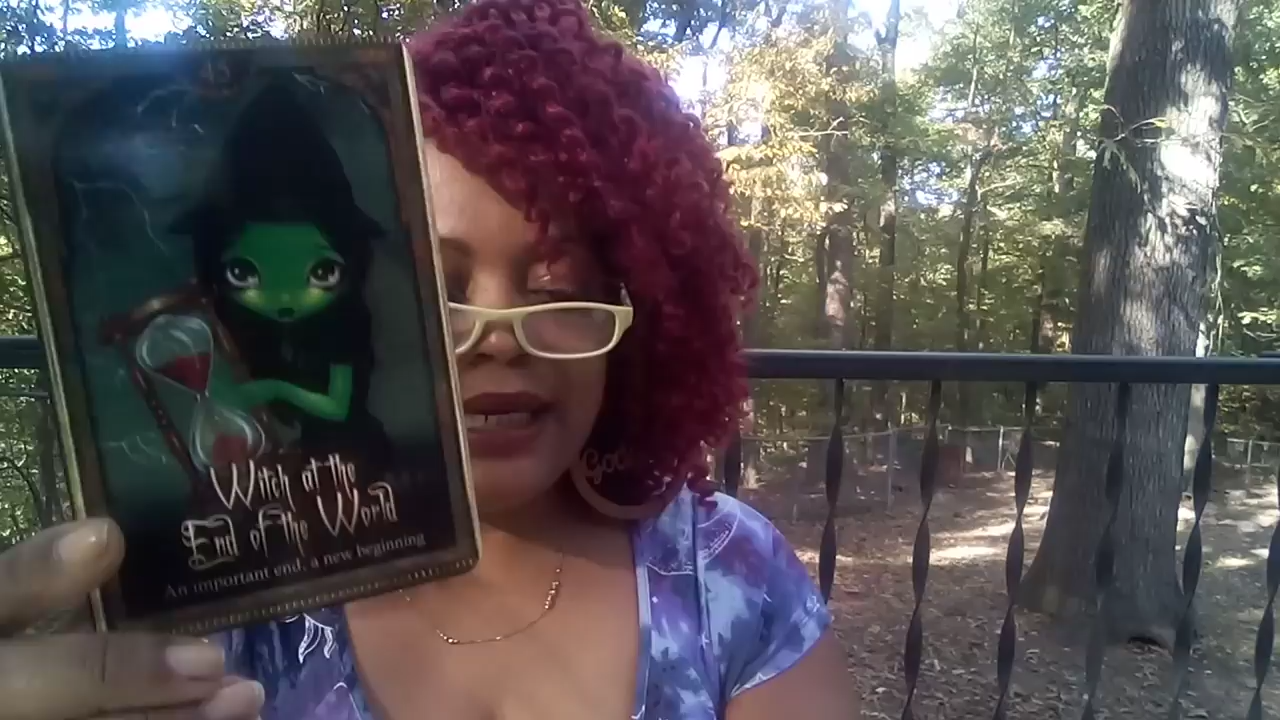 Witch at the
End of the World
An important end, a new beginning